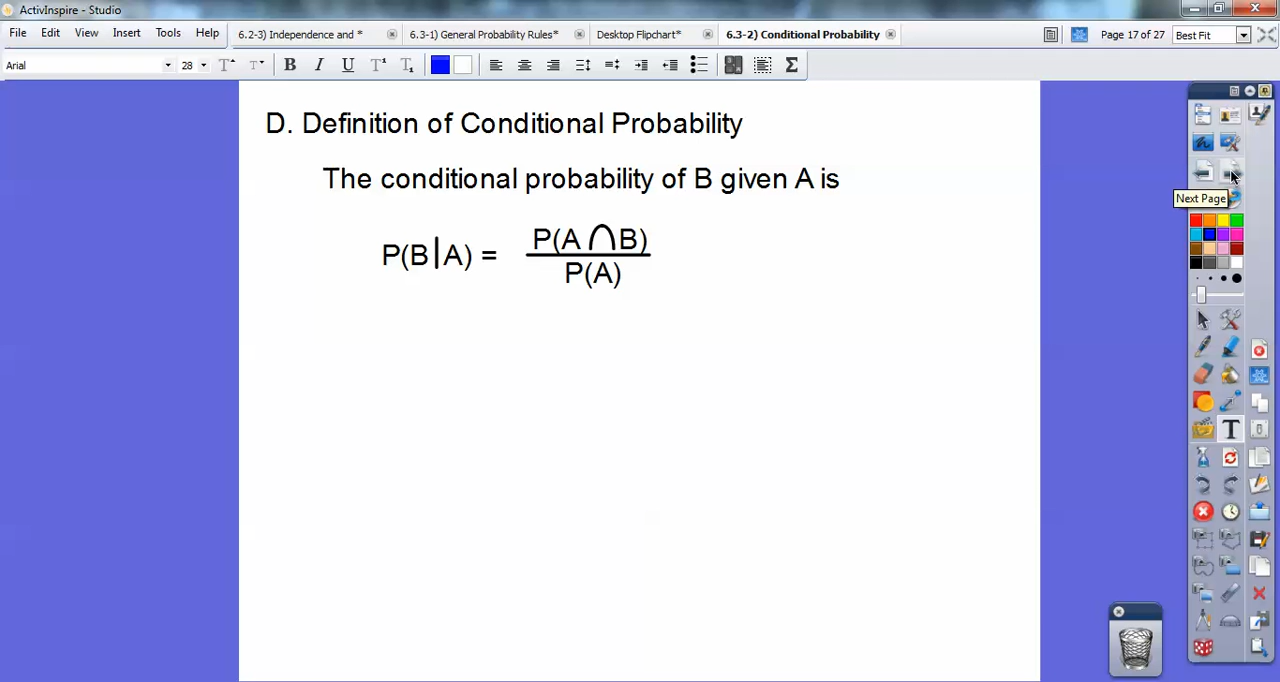 ActivInspire - Studio
File Edit View Insert Tools Help
6.2-3) Independence and *
6.3-1) General Probability Rules*
Desktop Flipchart*
6.3-2) Conditional Probability
Page 17 of 27
Best Fit
Arial
28
D. Definition of Conditional Probability
The conditional probability of B given A is
P(B|A) = P(A ∩ B)
P(A)
Next Page